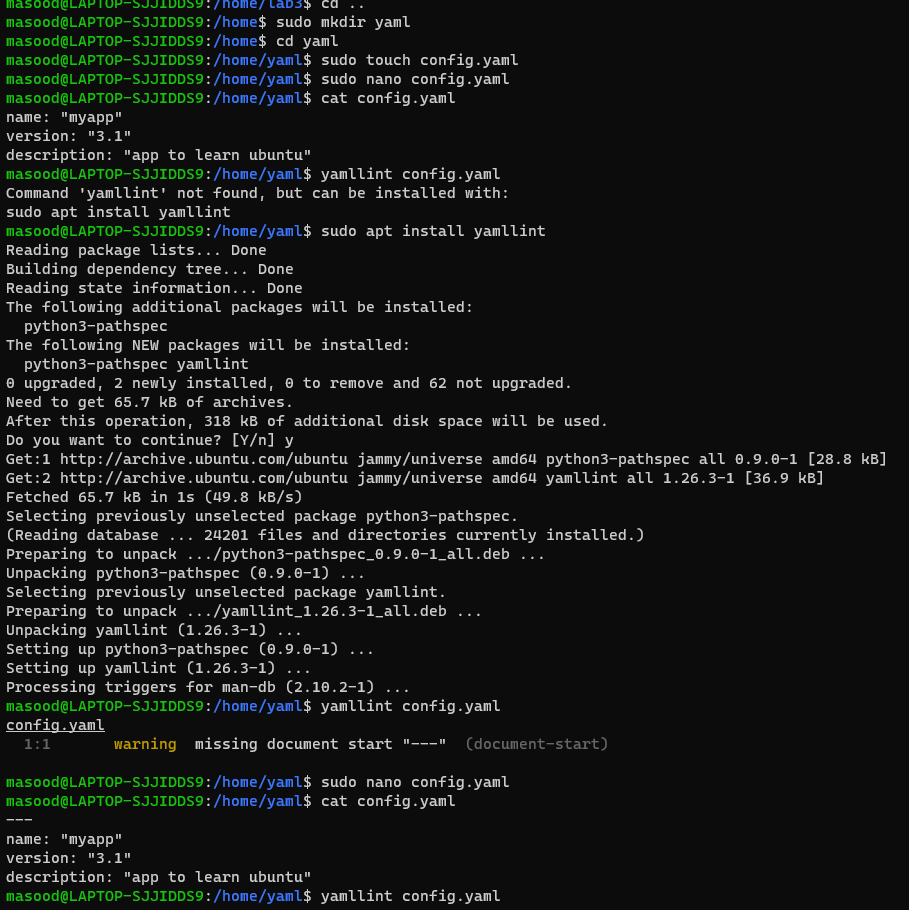 masood@LAPTOP-SJJIDDS9:/home/lab3$ cd ..
masood@LAPTOP-SJJIDDS9:/home$ sudo mkdir yaml
masood@LAPTOP-SJJIDDS9:/home$ cd yaml
masood@LAPTOP-SJJIDDS9:/home/yaml$ sudo touch config.yaml
masood@LAPTOP-SJJIDDS9:/home/yaml$ sudo nano config.yaml
masood@LAPTOP-SJJIDDS9:/home/yaml$ cat config.yaml
name: "myapp"
version: "3.1"
description: "app to learn ubuntu"
masood@LAPTOP-SJJIDDS9:/home/yaml$ yamllint config.yaml
Command 'yamllint' not found, but can be installed with:
sudo apt install yamllint
masood@LAPTOP-SJJIDDS9:/home/yaml$ sudo apt install yamllint
Reading package lists... Done
Building dependency tree... Done
Reading state information... Done
The following additional packages will be installed:
  python3-pathspec
The following NEW packages will be installed:
  python3-pathspec yamllint
0 upgraded, 2 newly installed, 0 to remove and 62 not upgraded.
Need to get 65.7 kB of archives.
After this operation, 318 kB of additional disk space will be used.
Do you want to continue? [Y/n] y
Get:1 http://archive.ubuntu.com/ubuntu jammy/universe amd64 python3-pathspec all 0.9.0-1 [28.8 kB]
Get:2 http://archive.ubuntu.com/ubuntu jammy/universe amd64 yamllint all 1.26.3-1 [36.9 kB]
Fetched 65.7 kB in 1s (49.8 kB/s)
Selecting previously unselected package python3-pathspec.
(Reading database ... 24201 files and directories currently installed.)
Preparing to unpack .../python3-pathspec_0.9.0-1_all.deb ...
Unpacking python3-pathspec (0.9.0-1) ...
Selecting previously unselected package yamllint.
Preparing to unpack .../yamllint_1.26.3-1_all.deb ...
Unpacking yamllint (1.26.3-1) ...
Setting up python3-pathspec (0.9.0-1) ...
Setting up yamllint (1.26.3-1) ...
Processing triggers for man-db (2.10.2-1) ...
masood@LAPTOP-SJJIDDS9:/home/yaml$ yamllint config.yaml
config.yaml
  1:1       warning  missing document start "---"  (document-start)
masood@LAPTOP-SJJIDDS9:/home/yaml$ sudo nano config.yaml
masood@LAPTOP-SJJIDDS9:/home/yaml$ cat config.yaml
---
name: "myapp"
version: "3.1"
description: "app to learn ubuntu"
masood@LAPTOP-SJJIDDS9:/home/yaml$ yamllint config.yaml